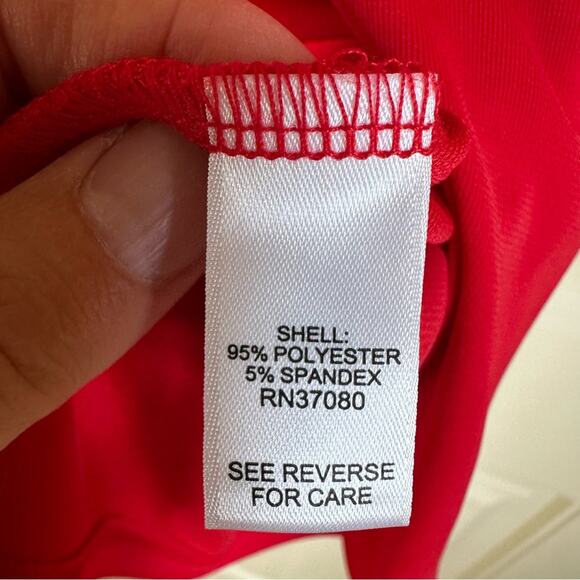 SHELL:
95% POLYESTER
5% SPANDEX
RN37080
SEE REVERSE
FOR CARE